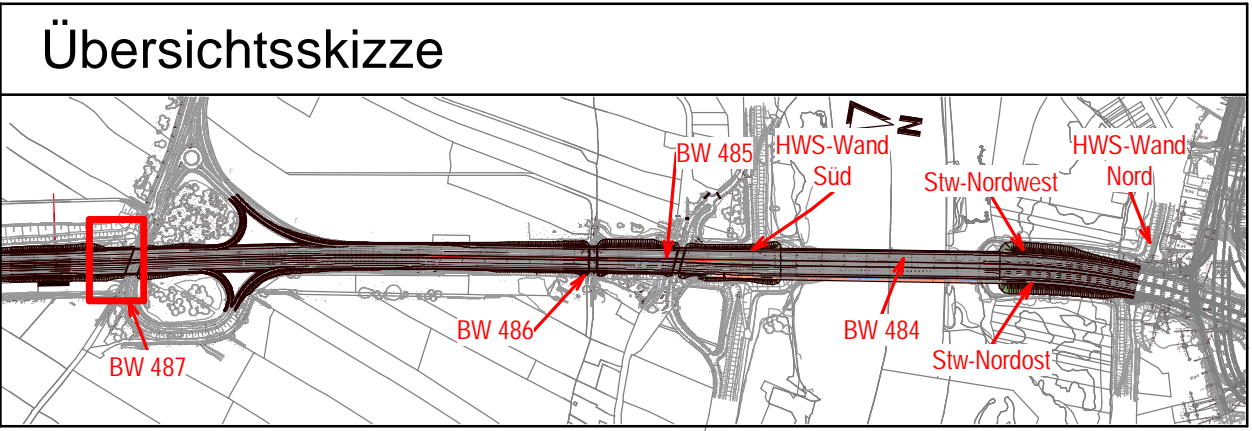 Übersichtsskizze
N
BW 485
HWS-Wand
Süd
Stw-Nordwest
HWS-Wand
Nord
BW 487
BW 486
BW 484
Stw-Nordost